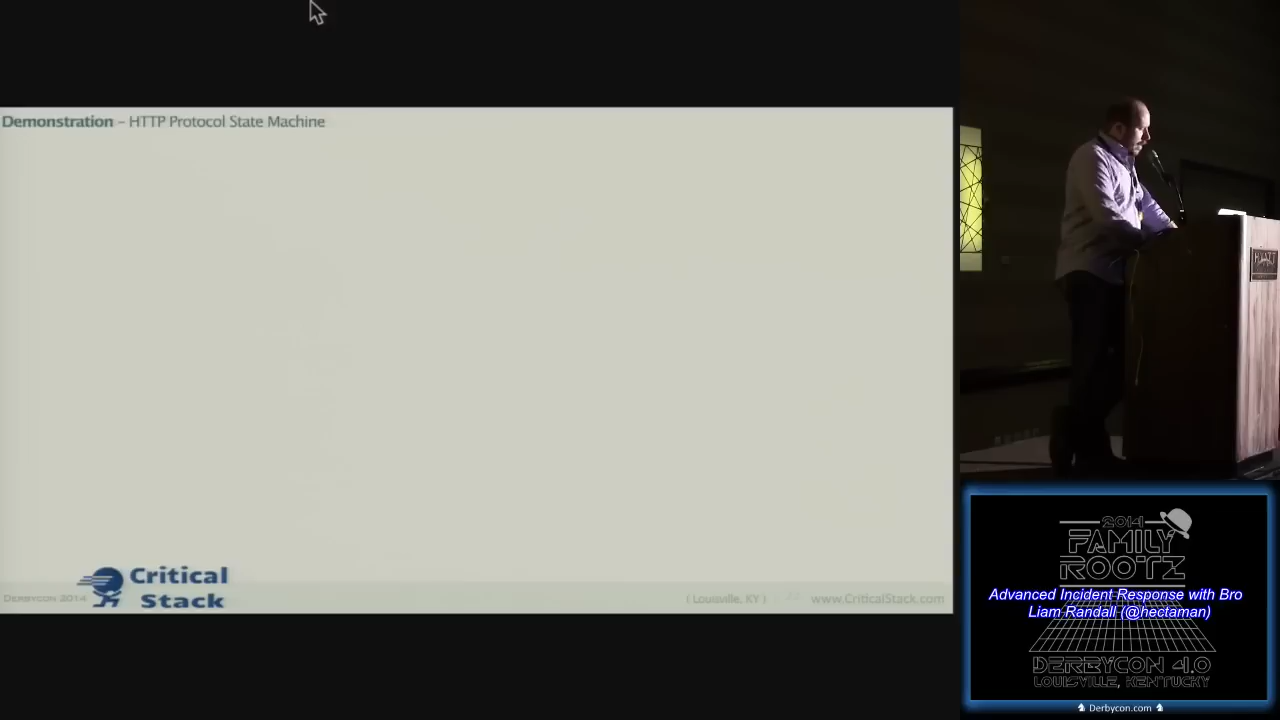 Demonstration – HTTP Protocol State Machine
Critical
Stack
DERBYCON 2014
( Louisville, KY )
www.CriticalStack.com
HYATT
2014
FAMILY
ROOTZ
Advanced Incident Response with Bro
Liam Randall (@hectaman)
DERBYCON 4.0
LOUISVILLE, KENTUCKY
Derbycon.com